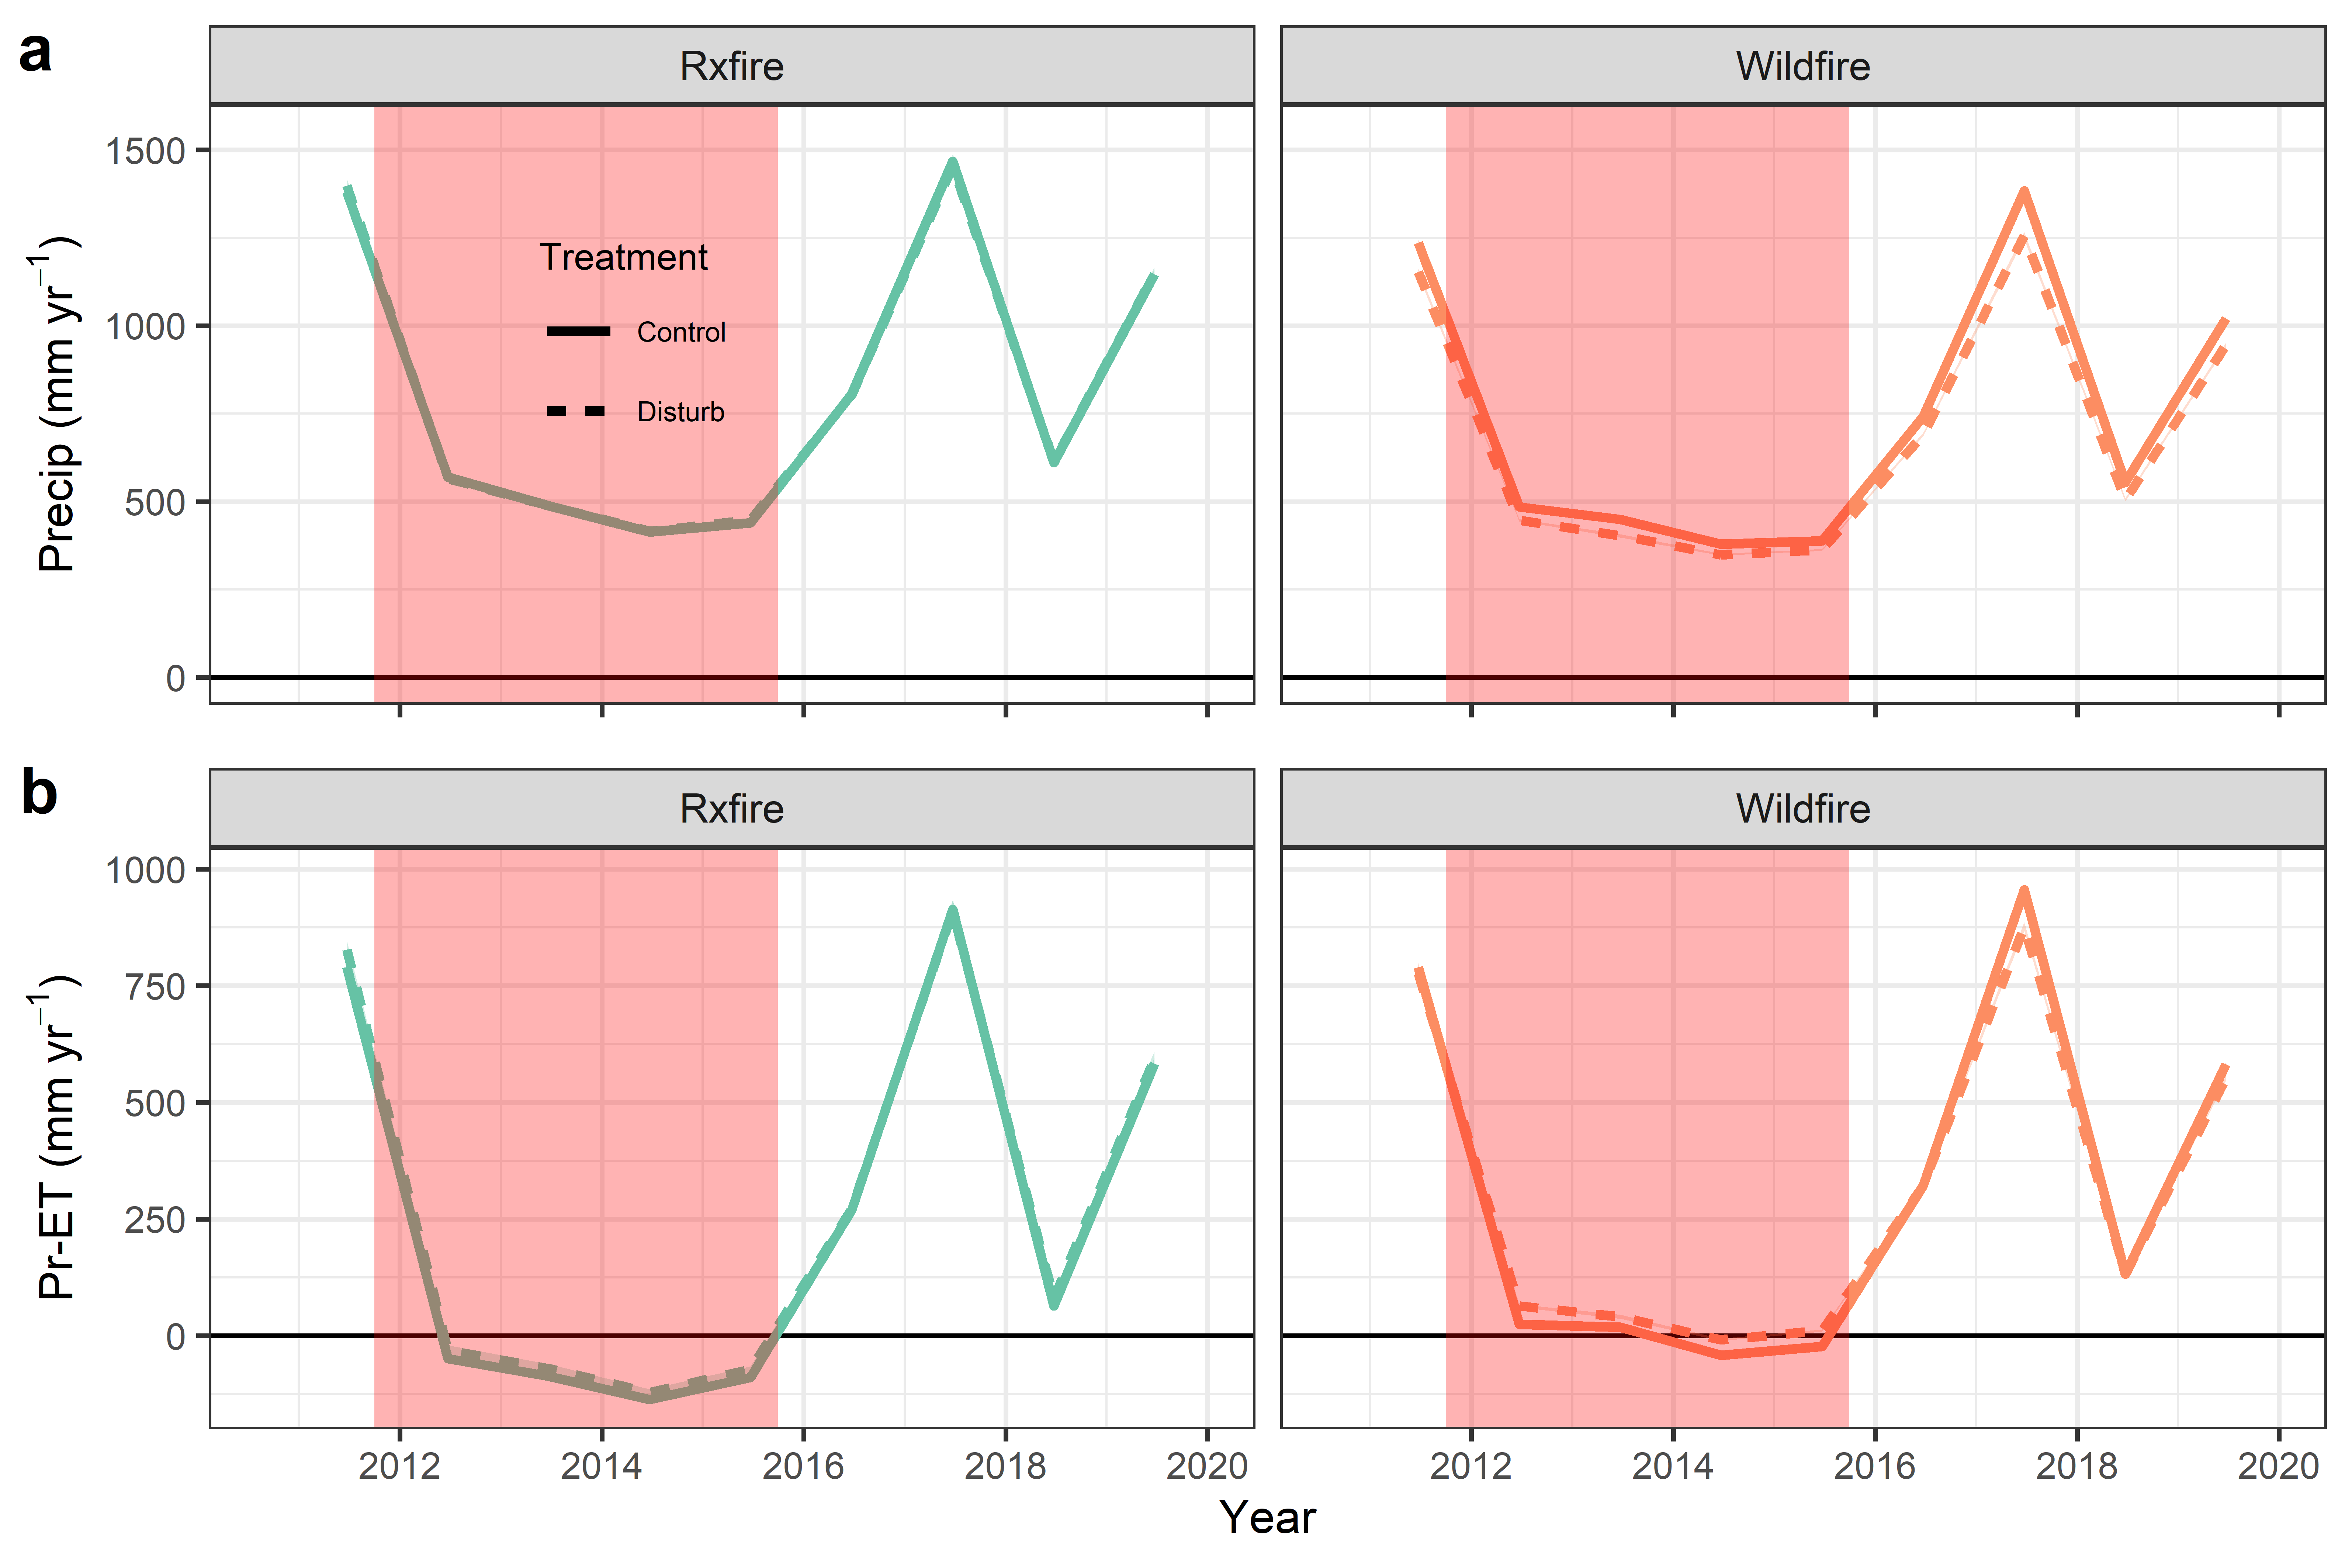 a
Rxfire
Wildfire
Precip (mm yr−1)
1500
1000
500
0
Treatment
Control
Disturb
b
Rxfire
Wildfire
Pr-ET (mm yr−1)
1000
750
500
250
0
2012 2014 2016 2018 2020
2012 2014 2016 2018 2020
Year